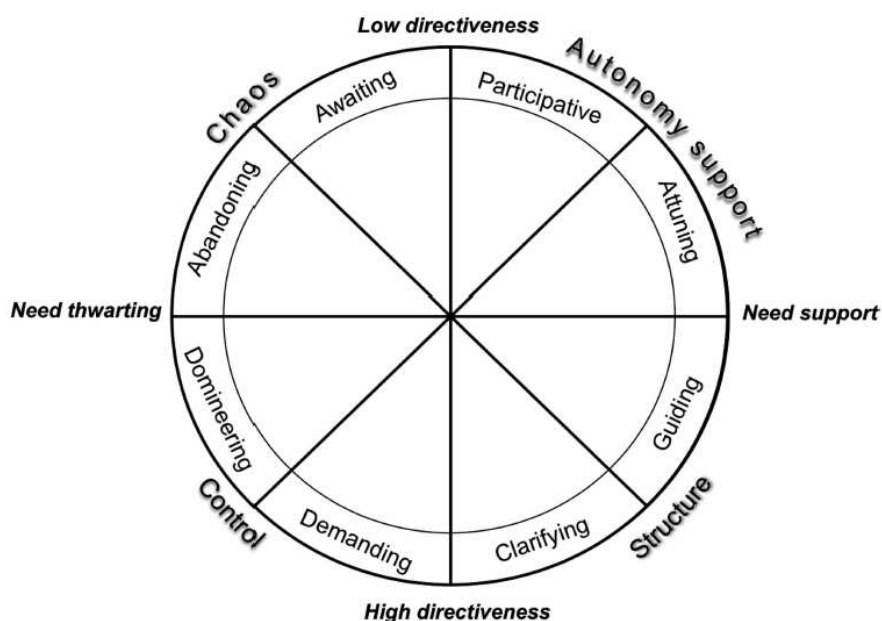 Low directiveness
Chaos
Autonomy support
Awaiting
Participative
Abandoning
Attuning
Need thwarting
Need support
Domineering
Guiding
Control
Structure
Demanding
Clarifying
High directiveness